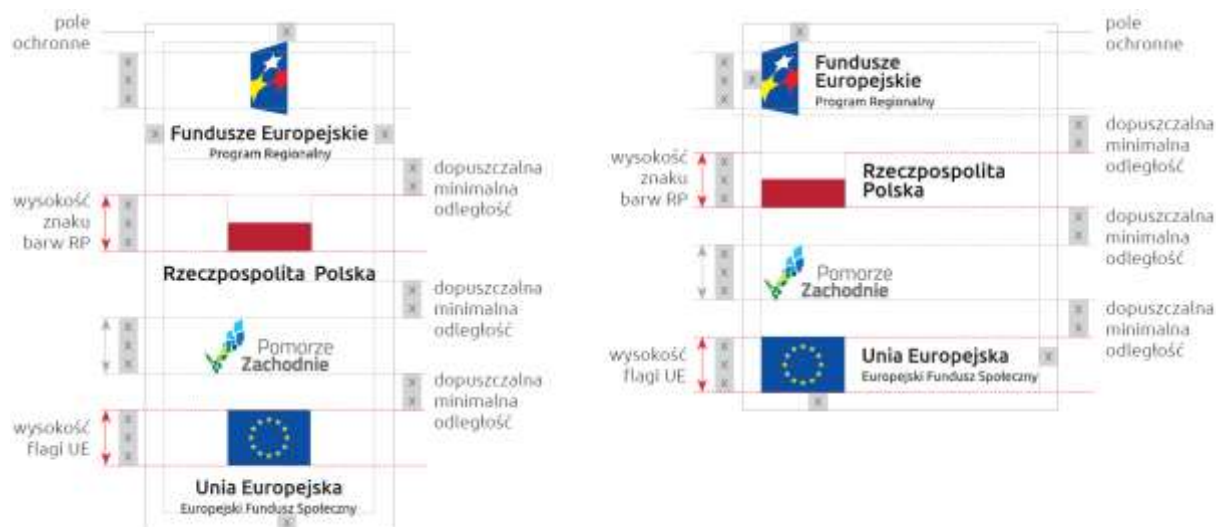 pole
ochronne
x
x
x
x
x
x
Fundusze Europejskie
Program Regionalny
x
x
x
dopuszczalna
minimalna
odległość
wysokość
znaku
barw RP
x
x
x
Rzeczpospolita Polska
x
x
dopuszczalna
minimalna
odległość
x
x
x
Pomorze
Zachodnie
x
x
dopuszczalna
minimalna
odległość
wysokość
flagi UE
x
x
x
Unia Europejska
Europejski Fundusz Społeczny
x
pole
ochronne
x
x
x
x
x
Fundusze
Europejskie
Program Regionalny
x
x
dopuszczalna
minimalna
odległość
wysokość
znaku
barw RP
x
x
x
Rzeczpospolita
Polska
x
x
dopuszczalna
minimalna
odległość
x
x
x
Pomorze
Zachodnie
x
x
dopuszczalna
minimalna
odległość
wysokość
flagi UE
x
x
x
Unia Europejska
Europejski Fundusz Społeczny
x
x